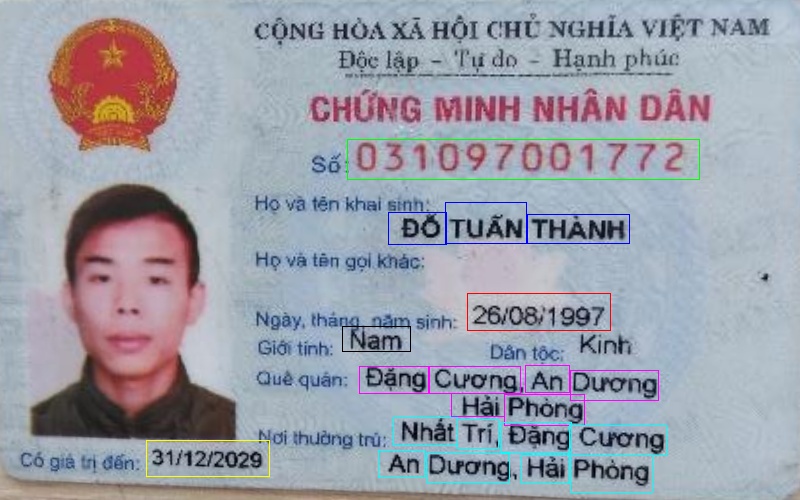 CỘNG HÒA XÃ HỘI CHỦ NGHĨA VIỆT NAM
Độc lập - Tự do - Hạnh phúc
CHỨNG MINH NHÂN DÂN
Số: 031097001772
Họ và tên khai sinh:
ĐỖ TUẤN THÀNH
Họ và tên gọi khác:
Ngày, tháng, năm sinh: 26/08/1997
Giới tính: Nam Dân tộc: Kinh
Quê quán: Đặng Cương, An Dương
Hải Phòng
Nơi thường trú: Nhất Trí, Đặng Cương
An Dương, Hải Phòng
Có giá trị đến: 31/12/2029